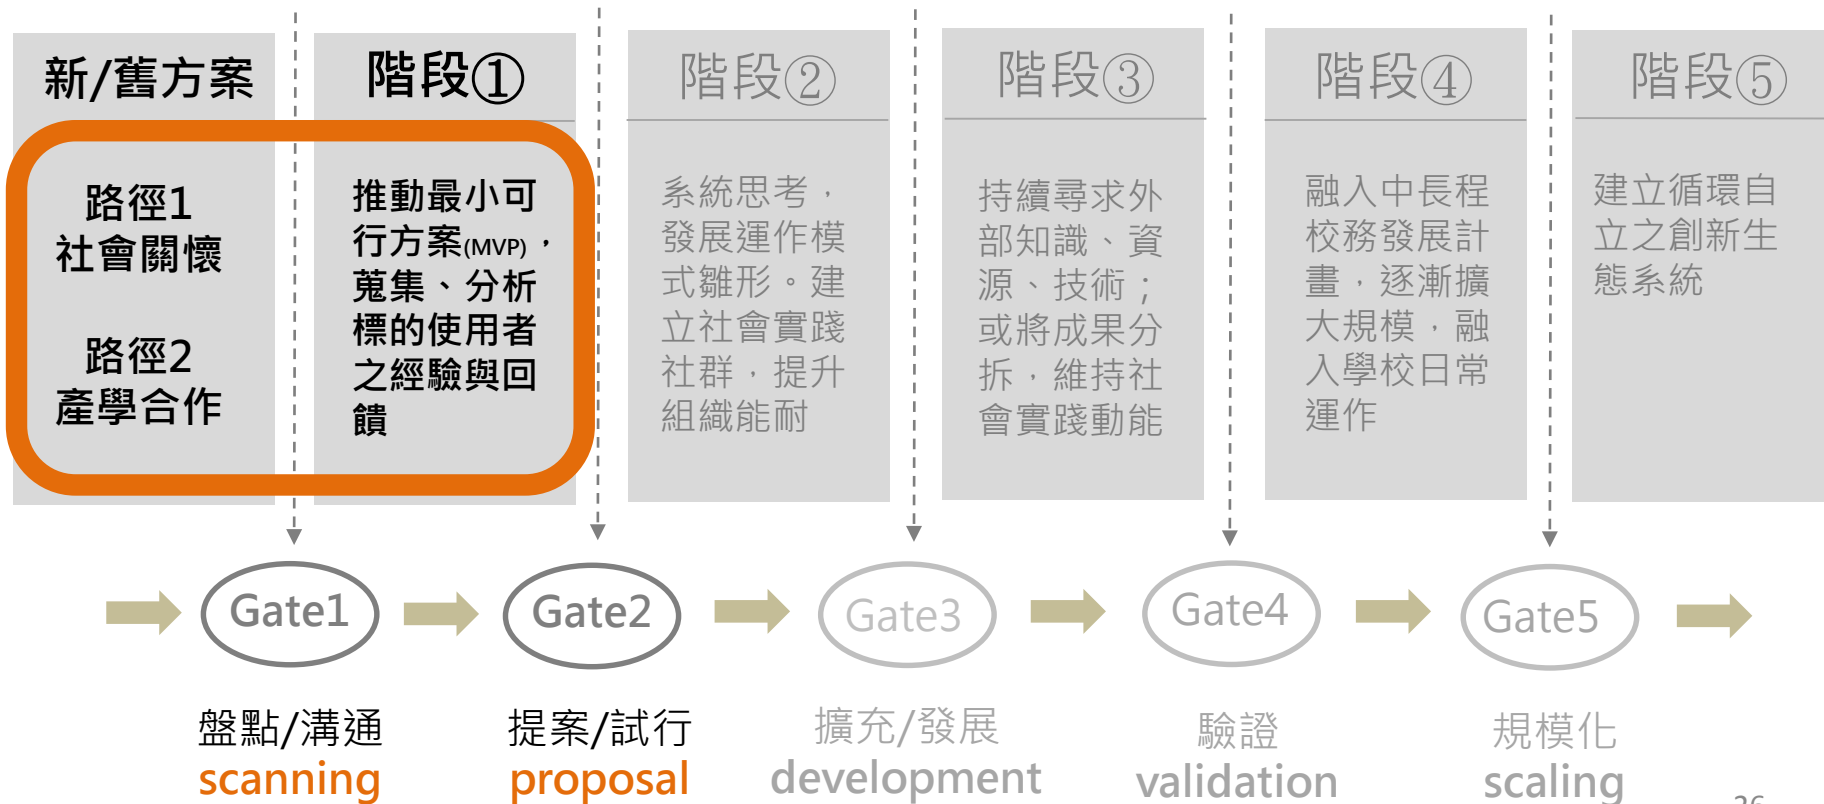 新/舊方案
路徑1
社會關懷
路徑2
產學合作
階段①
推動最小可
行方案(MVP),
蒐集、分析
標的使用者
之經驗與回
饋
階段②
系統思考,
發展運作模
式雛形。建
立社會實踐
社群,提升
組織能耐
階段③
持續尋求外
部知識、資
源、技術;
或將成果分
拆,維持社
會實踐動能
階段④
融入中長程
校務發展計
畫,逐漸擴
大規模,融
入學校日常
運作
階段⑤
建立循環自
立之創新生
態系統
Gate1
Gate2
Gate3
Gate4
Gate5
盤點/溝通
scanning
提案/試行
proposal
擴充/發展
development
驗證
validation
規模化
scaling